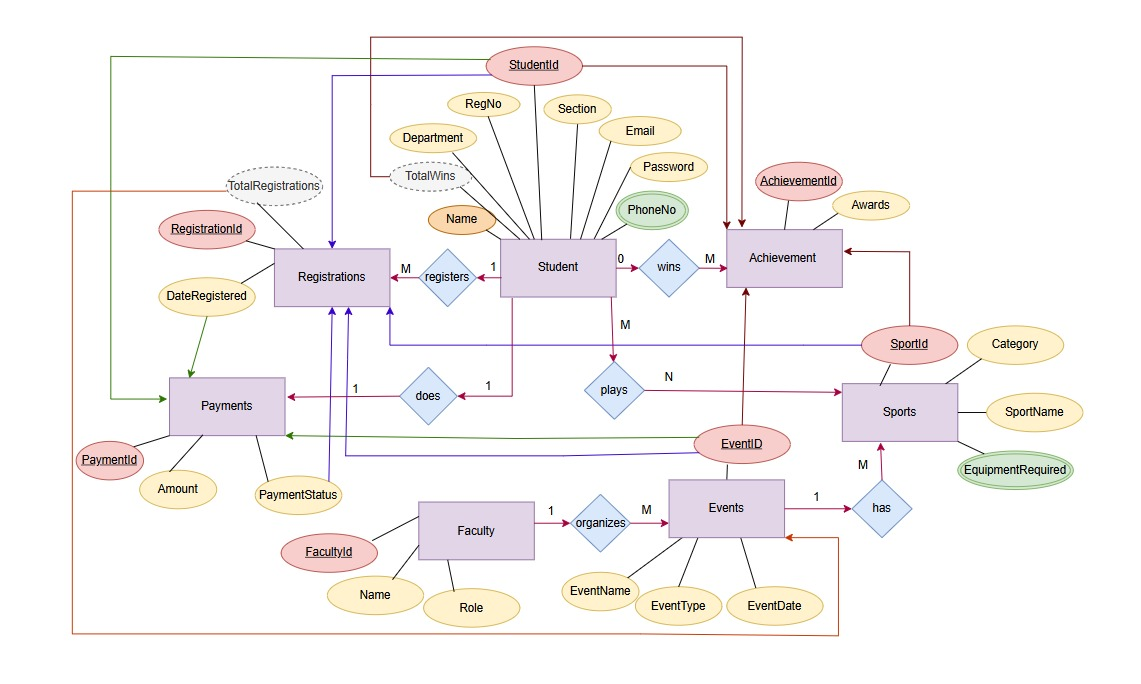 StudentId
RegNo
Section
Department
Email
TotalWins
Password
TotalRegistrations
AchievementId
Name
PhoneNo
Awards
RegistrationId
Registrations
M
registers
1
Student
0
wins
M
Achievement
DateRegistered
M
SportId
Category
Payments
1
does
1
plays
N
Sports
SportName
PaymentId
Amount
PaymentStatus
EventID
M
EquipmentRequired
Faculty
1
organizes
M
Events
1
has
FacultyId
Name
Role
EventName
EventType
EventDate